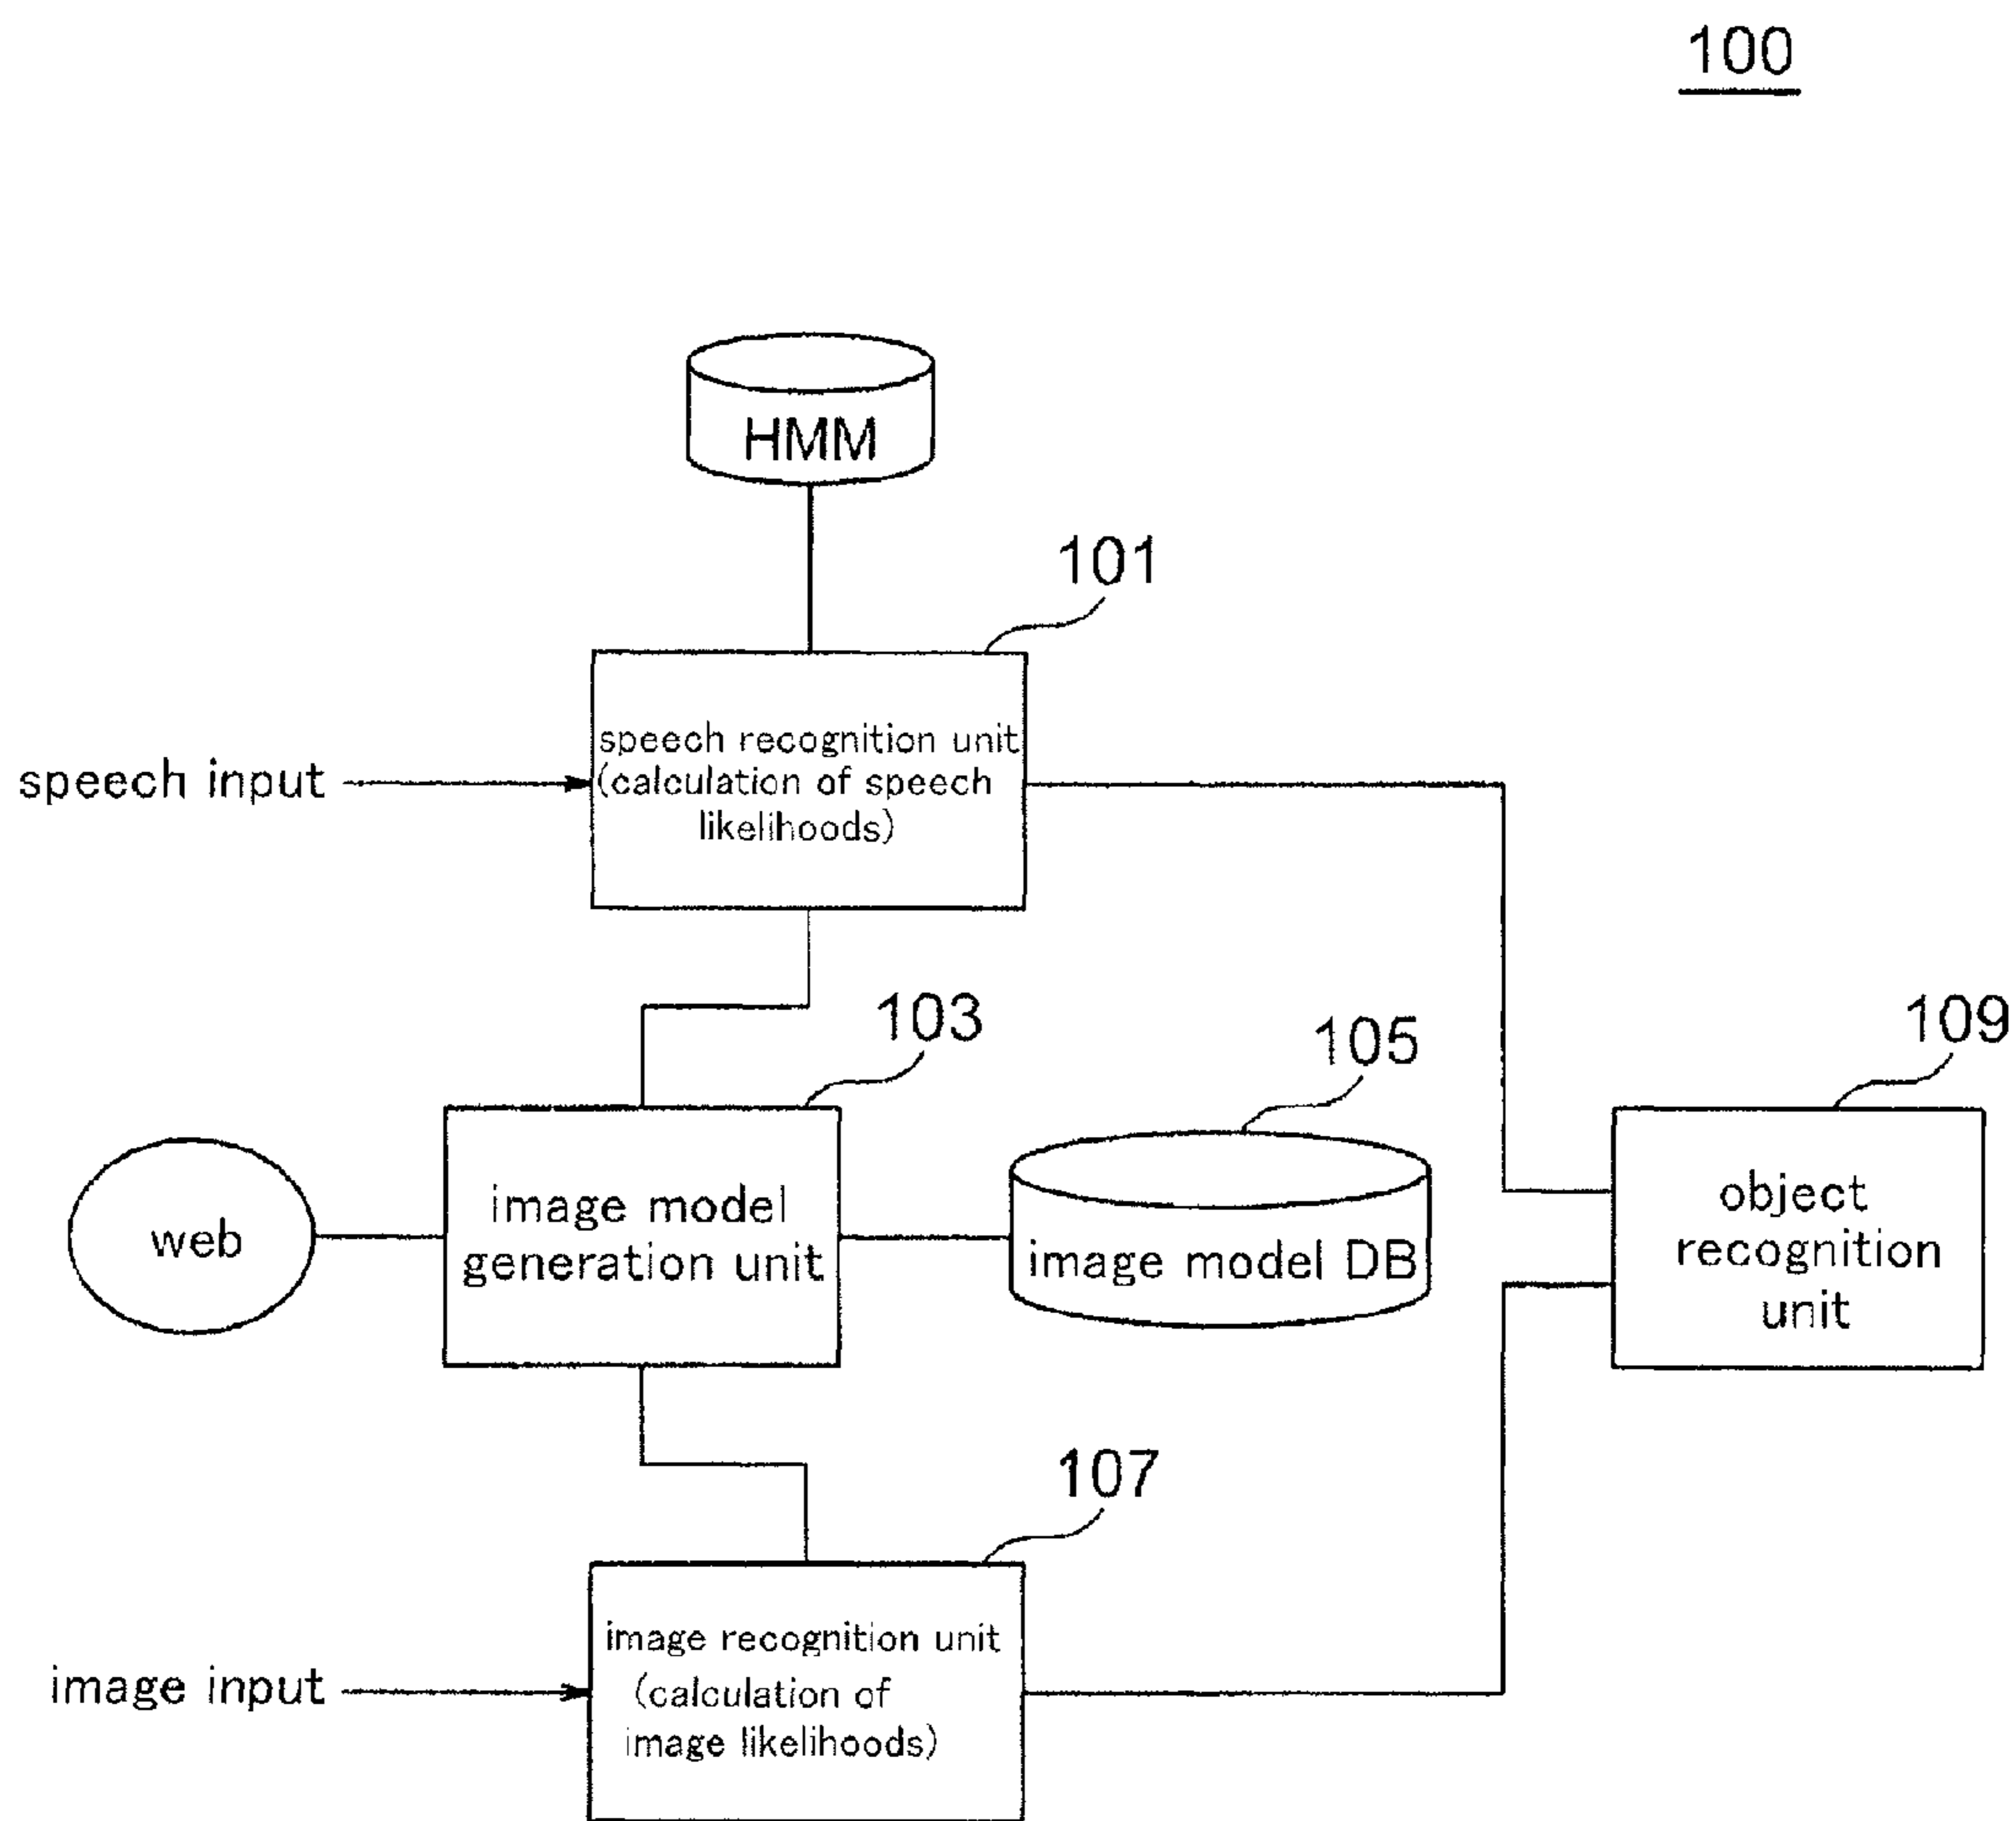 100
HMM
101
speech recognition unit
(calculation of speech
likelihoods)
speech input
103
105
109
web
image model
generation unit
image model DB
object
recognition
unit
107
image recognition unit
(calculation of
image likelihoods)
image input